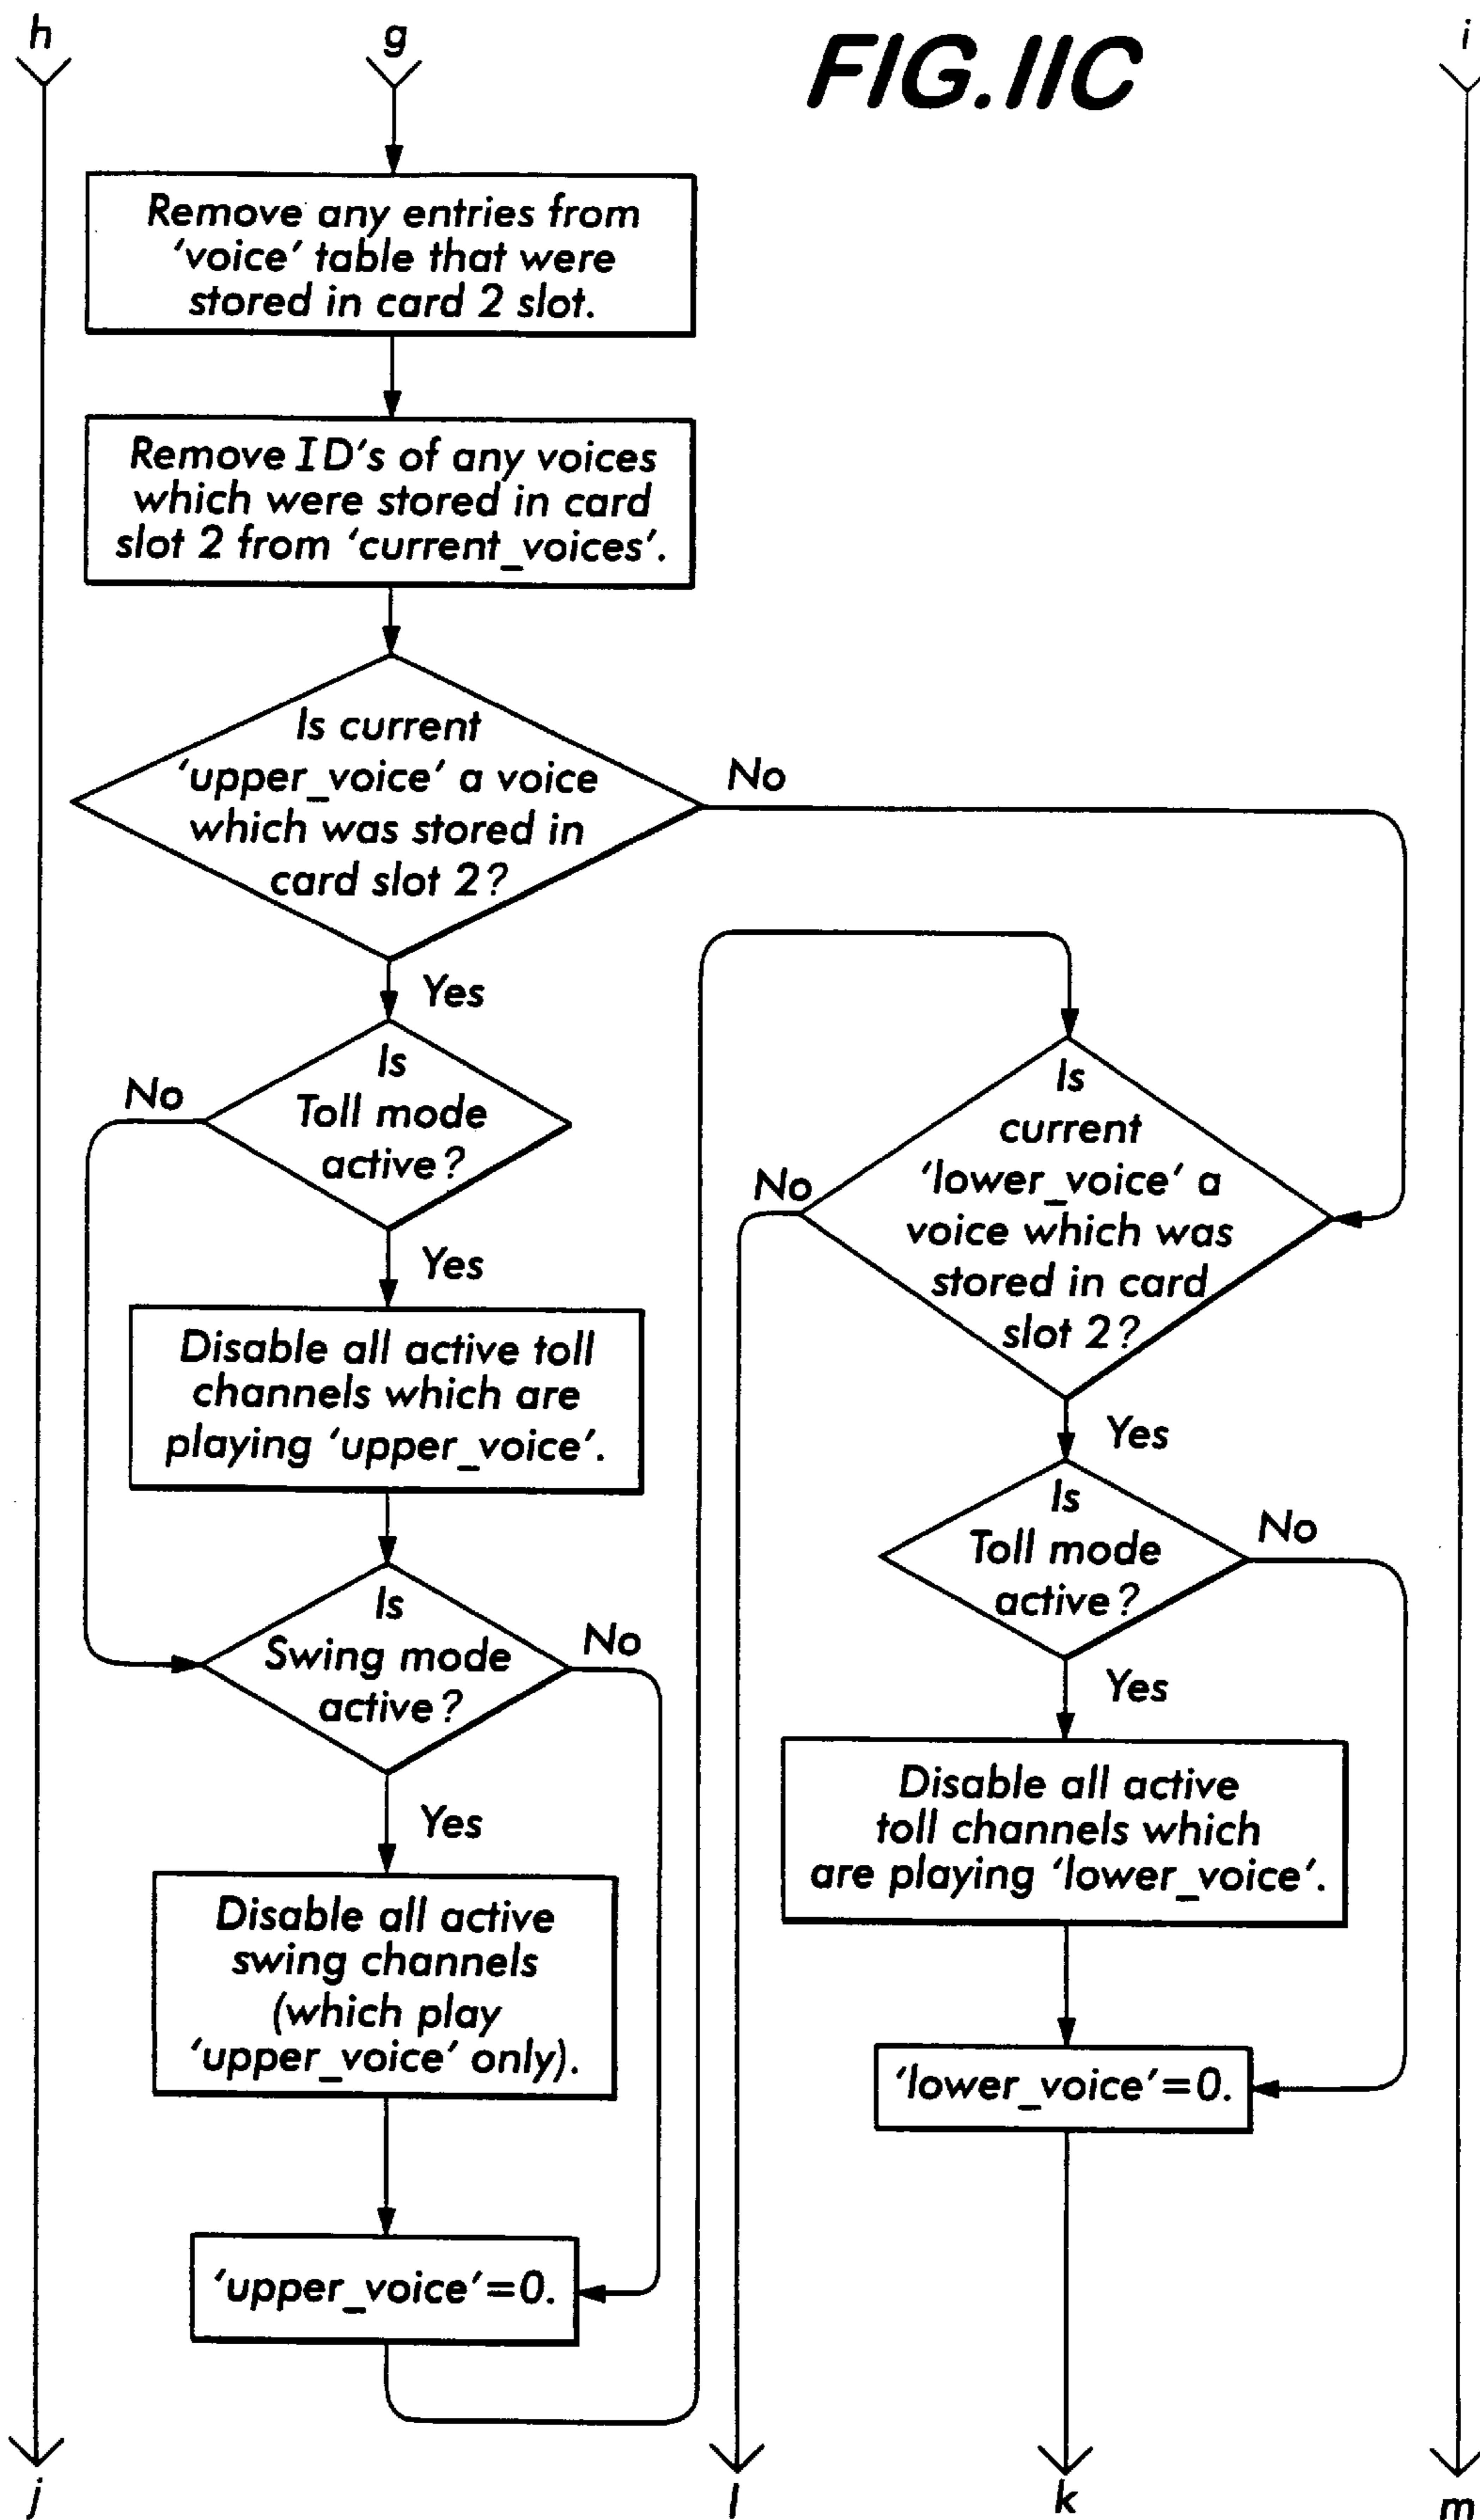 h
g
FIG.11C
i
Remove any entries from
'voice' table that were
stored in card 2 slot.
Remove ID's of any voices
which were stored in card
slot 2 from 'current_voices'.
Is current
'upper_voice' a voice
which was stored in
card slot 2?
No
Yes
Is
Toll mode
active?
No
Yes
Disable all active toll
channels which are
playing 'upper_voice'.
Is
Swing mode
active?
No
Yes
Disable all active
swing channels
(which play
'upper_voice' only).
'upper_voice'=0.
Is
current
'lower_voice' a
voice which was
stored in card
slot 2?
No
Yes
Is
Toll mode
active?
No
Yes
Disable all active
toll channels which
are playing 'lower_voice'.
'lower_voice'=0.
j
l
k
m